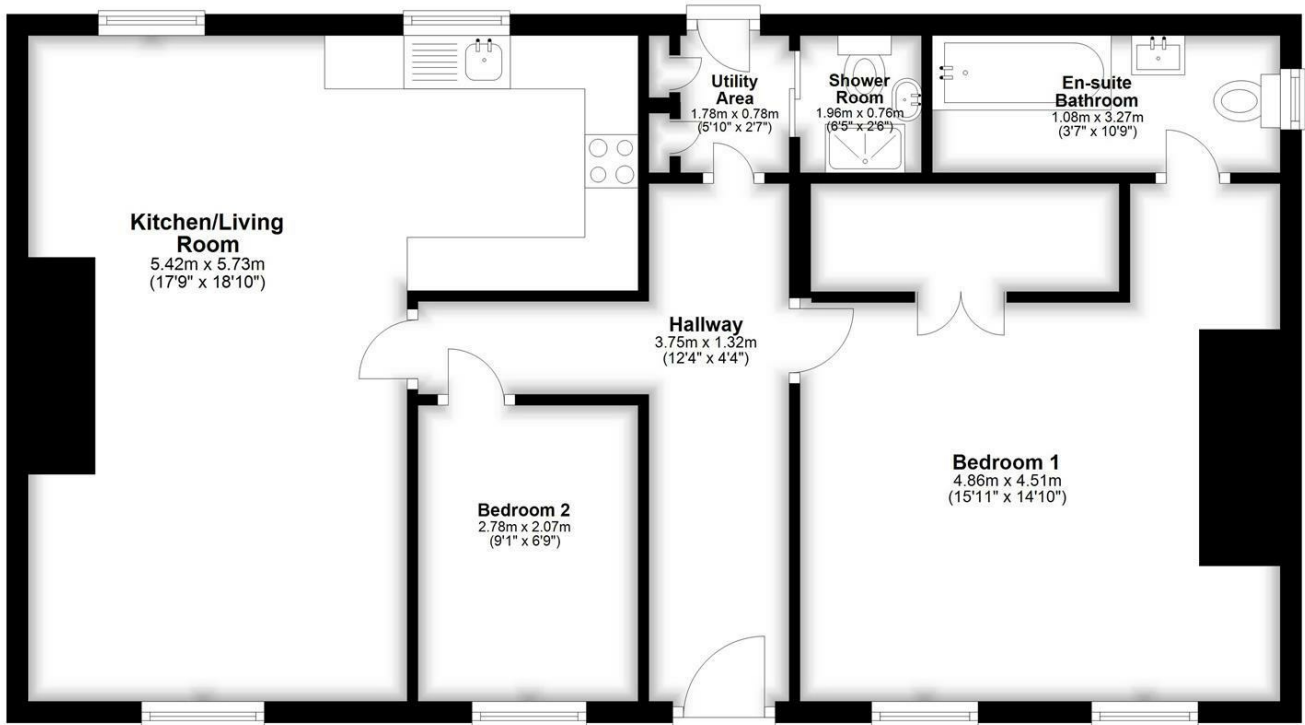 Utility
Area
1.78m x 0.78m
(5'10" x 2'7")
Shower
Room
1.96m x 0.76m
(6'5" x 2'6")
En-suite
Bathroom
1.08m x 3.27m
(3'7" x 10'9")
Kitchen/Living
Room
5.42m x 5.73m
(17'9" x 18'10")
Hallway
3.75m x 1.32m
(12'4" x 4'4")
Bedroom 1
4.86m x 4.51m
(15'11" x 14'10")
Bedroom 2
2.78m x 2.07m
(9'1" x 6'9")